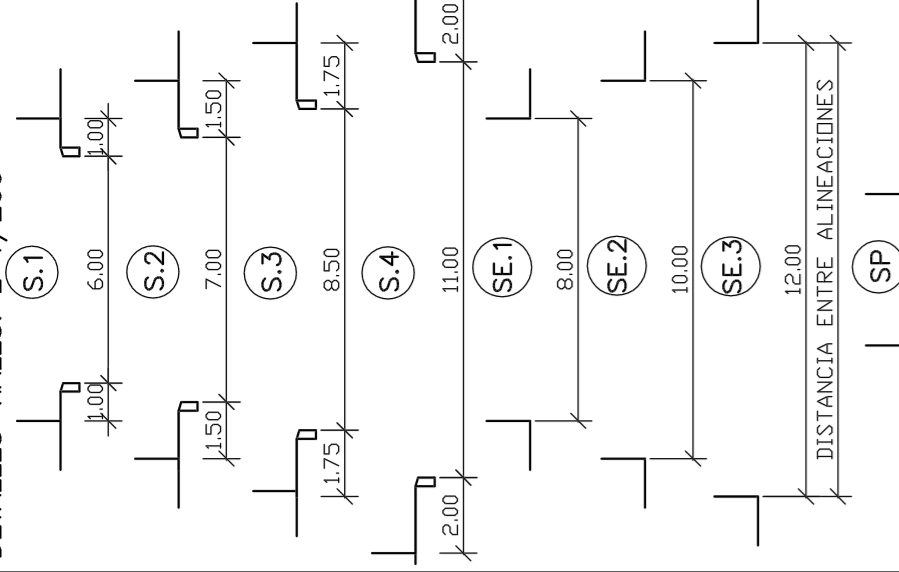 S.1
1.00
6.00
1.00
S.2
1.50
7.00
1.50
S.3
1.75
8.50
1.75
S.4
2.00
11.00
2.00
SE.1
8.00
SE.2
10.00
SE.3
12.00
DISTANCIA ENTRE ALINEACIONES
SP